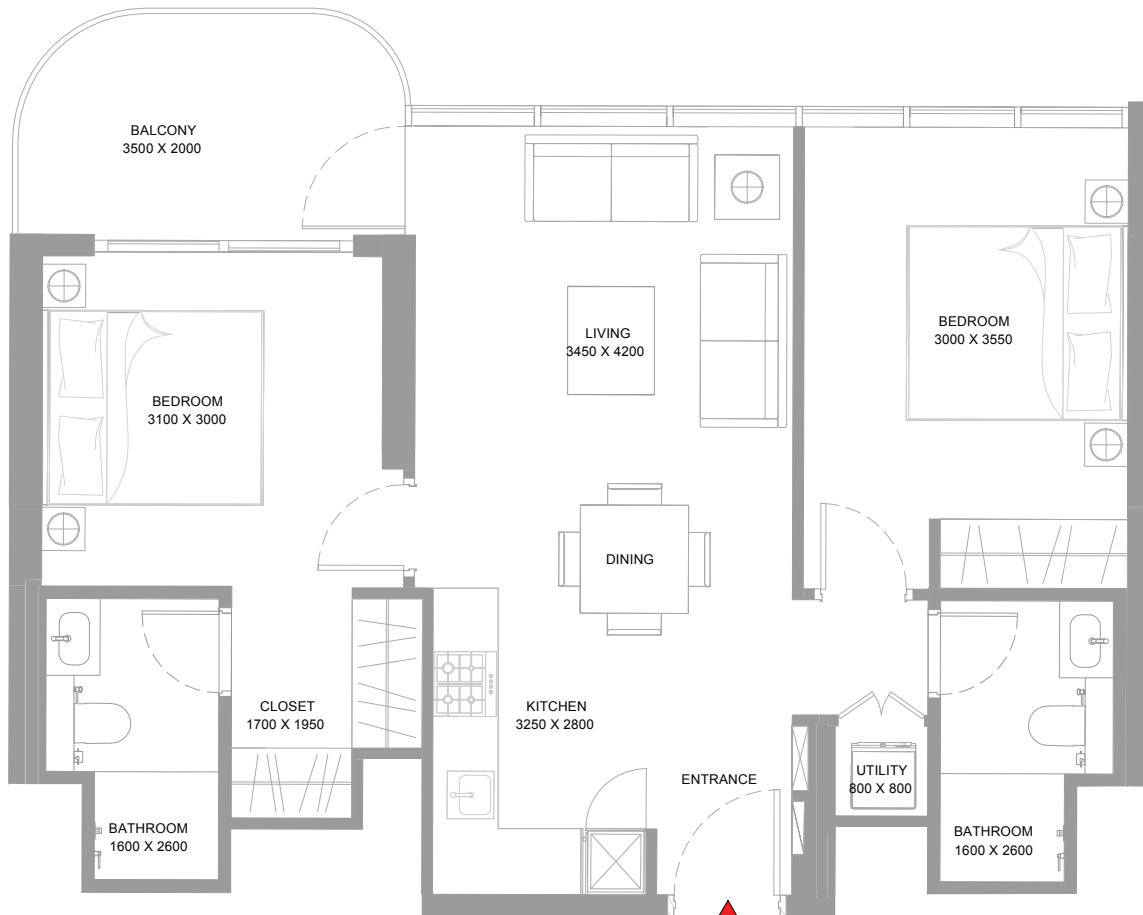 BALCONY
3500 X 2000
LIVING
3450 X 4200
BEDROOM
3000 X 3550
BEDROOM
3100 X 3000
DINING
CLOSET
1700 X 1950
KITCHEN
3250 X 2800
ENTRANCE
UTILITY
800 X 800
BATHROOM
1600 X 2600
BATHROOM
1600 X 2600